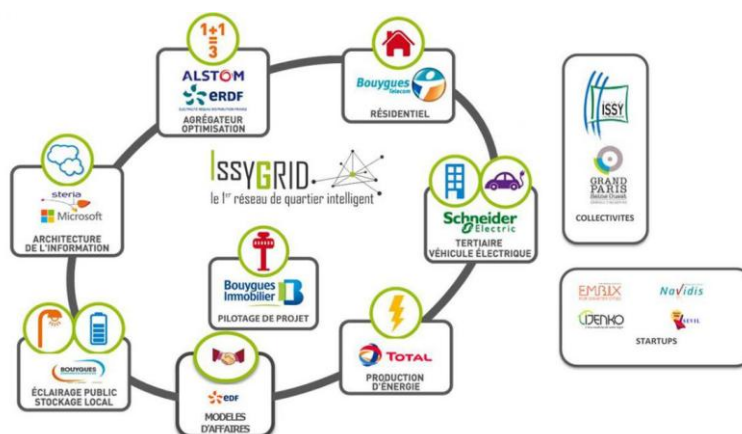 1+1
=
3
ALSTOM
eRDF
AGRÉGATEUR
OPTIMISATION
Bouygues
Telecom
RÉSIDENTIEL
ISSYGRID
le 1er réseau de quartier intelligent
steria
Microsoft
ARCHITECTURE
DE L'INFORMATION
Schneider
Electric
TERTIAIRE
VÉHICULE ÉLECTRIQUE
Bouygues
Immobilier
PILOTAGE DE PROJET
BOUYGUES
ÉCLAIRAGE PUBLIC
STOCKAGE LOCAL
eDF
MODELES
D'AFFAIRES
TOTAL
PRODUCTION
D'ÉNERGIE
ISSY
GRAND
PARIS
COLLECTIVITES
EMBIX
Navidis
IJENKO
STARTUPS